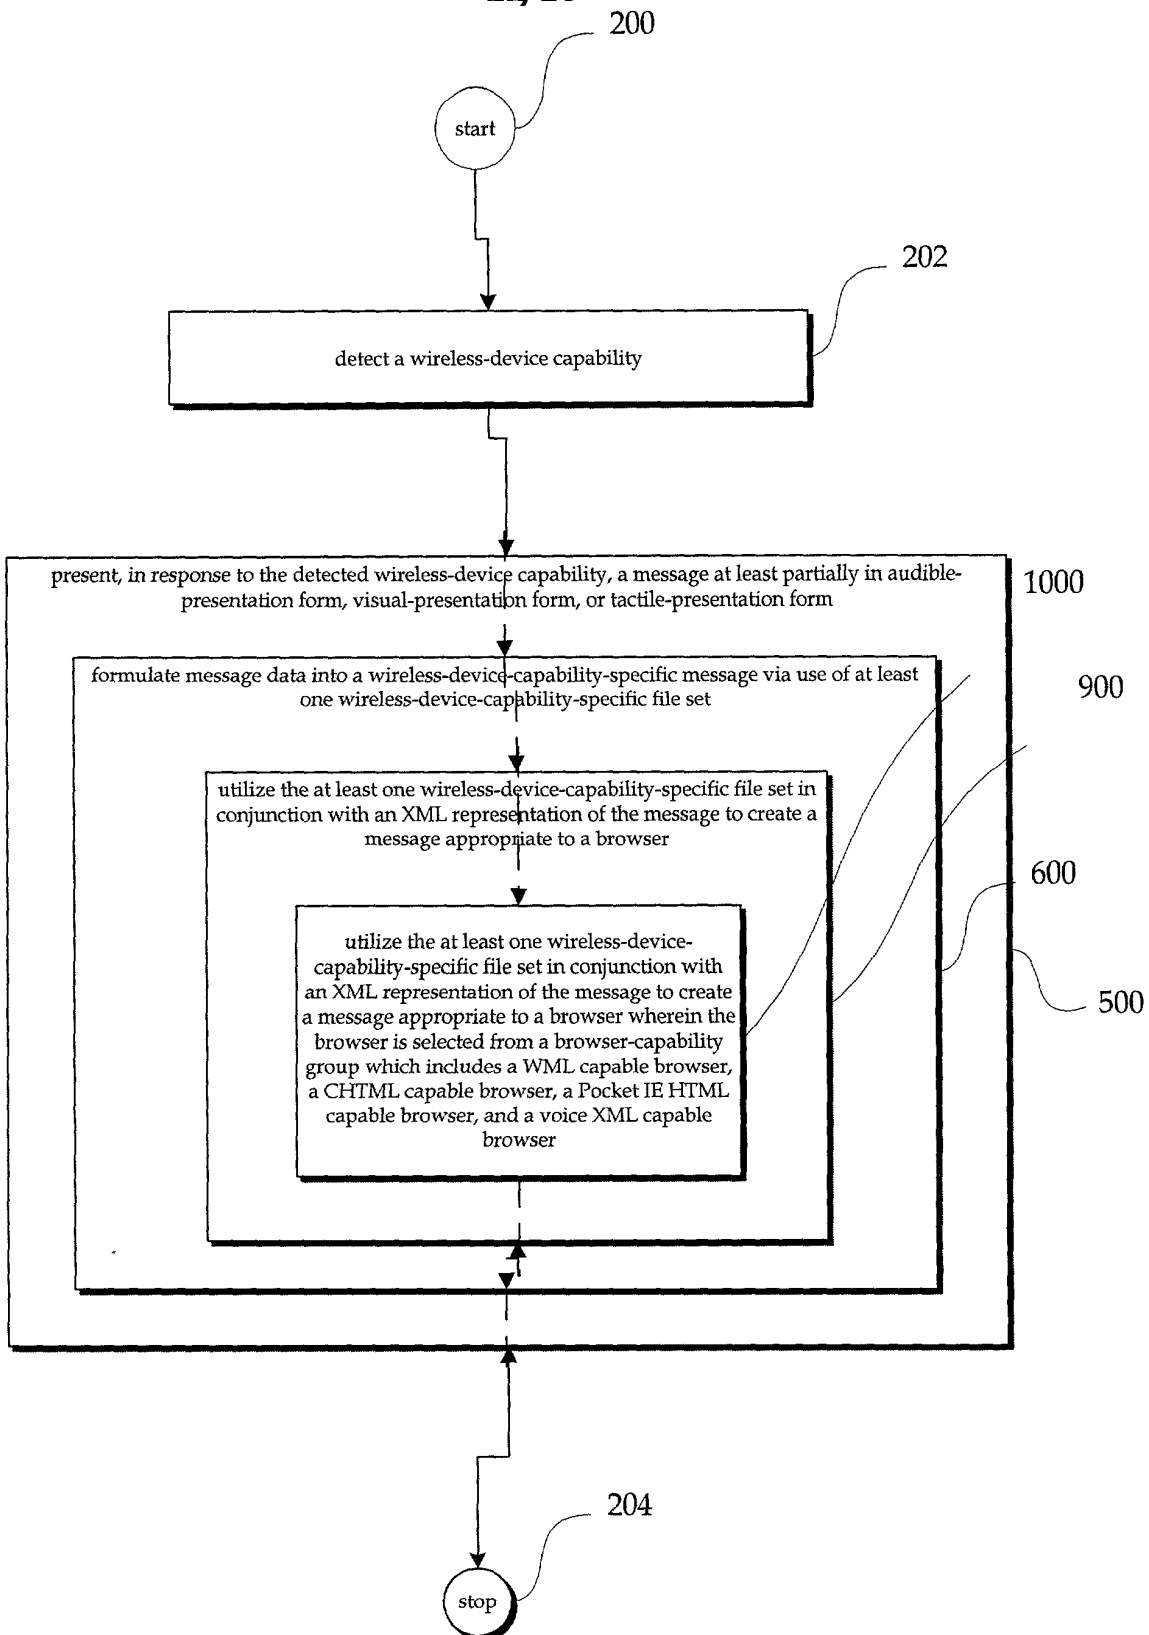 200
start
202
detect a wireless-device capability
present, in response to the detected wireless-device capability, a message at least partially in audible-
presentation form, visual-presentation form, or tactile-presentation form
1000
formulate message data into a wireless-device-capability-specific message via use of at least
one wireless-device-capability-specific file set
900
utilize the at least one wireless-device-capability-specific file set in
conjunction with an XML representation of the message to create a
message appropriate to a browser
600
utilize the at least one wireless-device-
capability-specific file set in conjunction with
an XML representation of the message to create
a message appropriate to a browser wherein the
browser is selected from a browser-capability
group which includes a WML capable browser,
a CHTML capable browser, a Pocket IE HTML
capable browser, and a voice XML capable
browser
500
204
stop